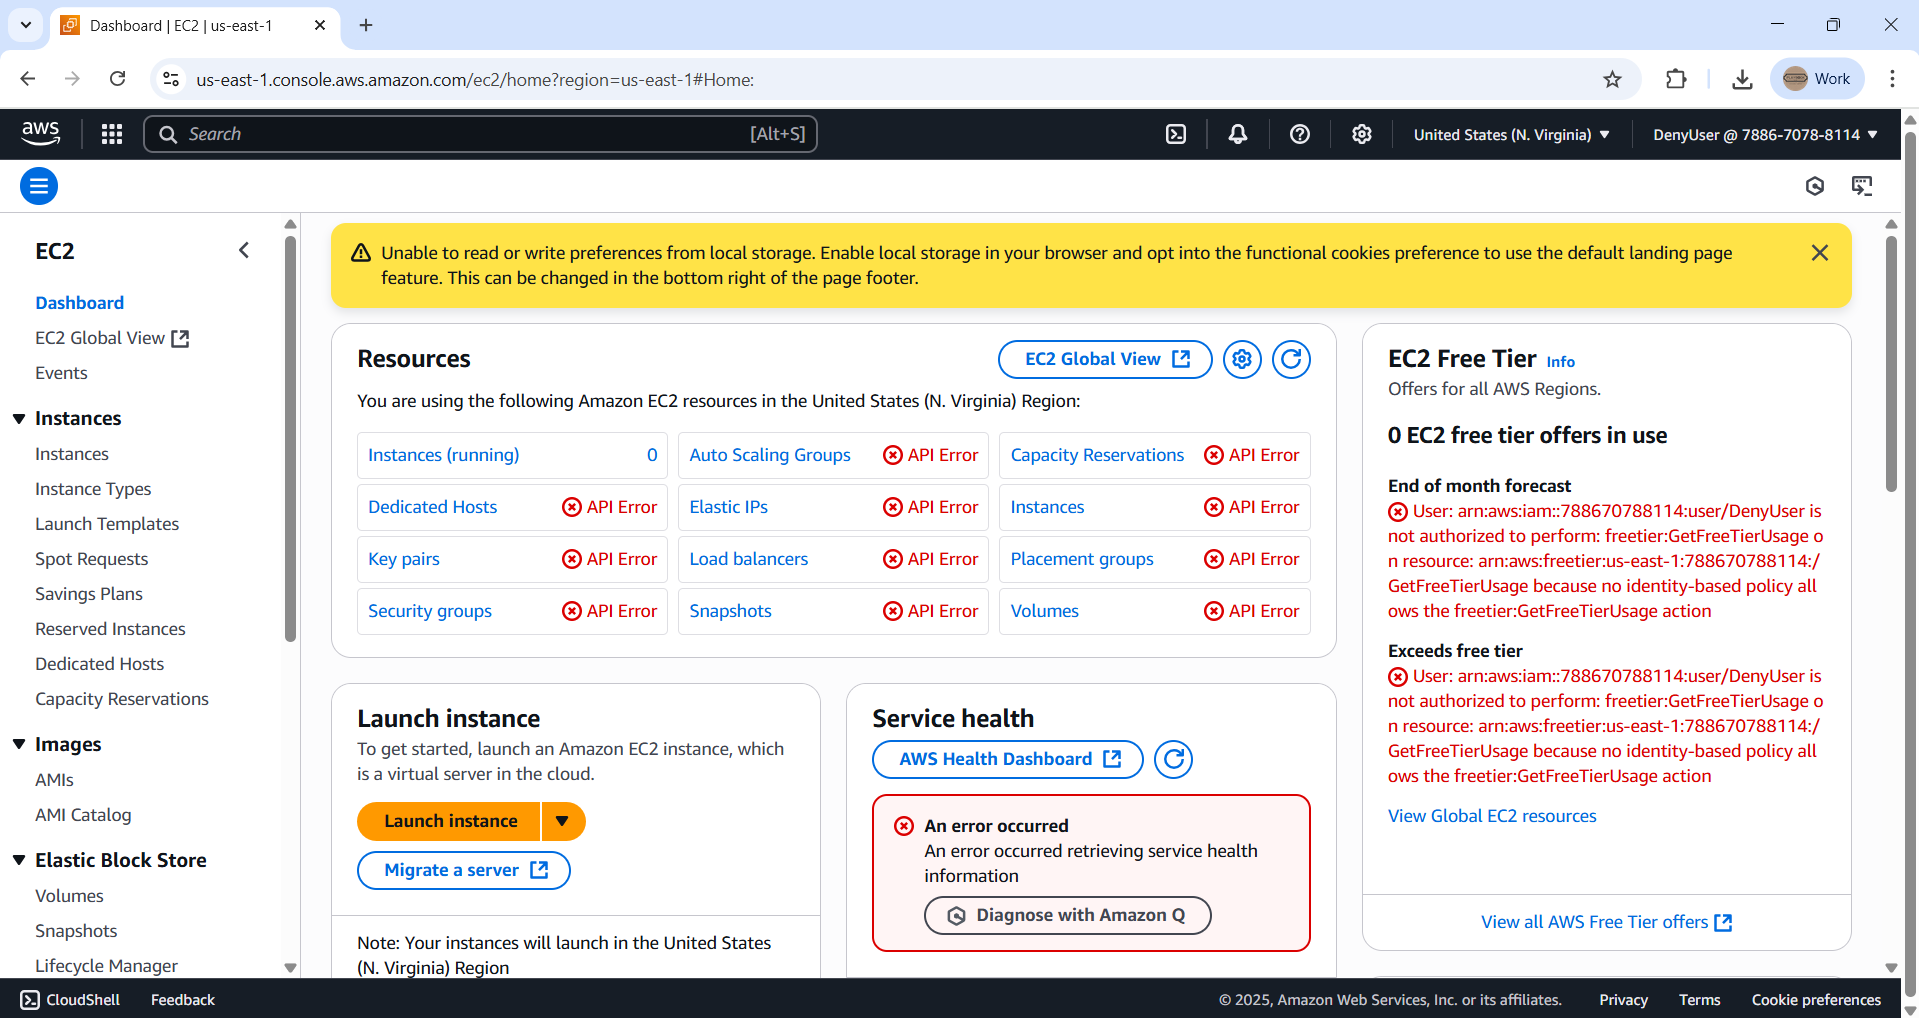 Dashboard | EC2 | us-east-1
us-east-1.console.aws.amazon.com/ec2/home?region=us-east-1#Home:
Work
aws
Search
[Alt+S]
United States (N. Virginia)
DenyUser @ 7886-7078-8114
EC2
Dashboard
EC2 Global View
Events
Instances
Instances
Instance Types
Launch Templates
Spot Requests
Savings Plans
Reserved Instances
Dedicated Hosts
Capacity Reservations
Images
AMIs
AMI Catalog
Elastic Block Store
Volumes
Snapshots
Lifecycle Manager
Unable to read or write preferences from local storage. Enable local storage in your browser and opt into the functional cookies preference to use the default landing page
feature. This can be changed in the bottom right of the page footer.
Resources
EC2 Global View
You are using the following Amazon EC2 resources in the United States (N. Virginia) Region:
Instances (running) 0
Auto Scaling Groups API Error
Capacity Reservations API Error
Dedicated Hosts API Error
Elastic IPs API Error
Instances API Error
Key pairs API Error
Load balancers API Error
Placement groups API Error
Security groups API Error
Snapshots API Error
Volumes API Error
Launch instance
To get started, launch an Amazon EC2 instance, which
is a virtual server in the cloud.
Launch instance
Migrate a server
Note: Your instances will launch in the United States
(N. Virginia) Region
Service health
AWS Health Dashboard
An error occurred
An error occurred retrieving service health
information
Diagnose with Amazon Q
EC2 Free Tier Info
Offers for all AWS Regions.
0 EC2 free tier offers in use
End of month forecast
User: arn:aws:iam::788670788114:user/DenyUser is
not authorized to perform: freetier:GetFreeTierUsage o
n resource: arn:aws:freetier:us-east-1:788670788114:/
GetFreeTierUsage because no identity-based policy all
ows the freetier:GetFreeTierUsage action
Exceeds free tier
User: arn:aws:iam::788670788114:user/DenyUser is
not authorized to perform: freetier:GetFreeTierUsage o
n resource: arn:aws:freetier:us-east-1:788670788114:/
GetFreeTierUsage because no identity-based policy all
ows the freetier:GetFreeTierUsage action
View Global EC2 resources
View all AWS Free Tier offers
CloudShell
Feedback
© 2025, Amazon Web Services, Inc. or its affiliates.
Privacy
Terms
Cookie preferences